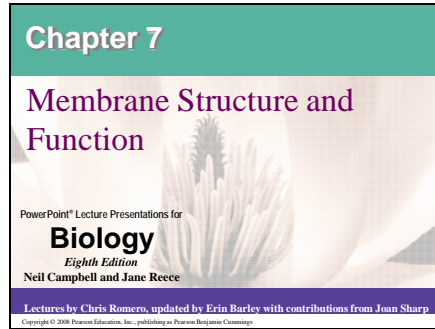 Chapter 7
Membrane Structure and
Function
PowerPoint® Lecture Presentations for
Biology
Eighth Edition
Neil Campbell and Jane Reece
Lectures by Chris Romero, updated by Erin Barley with contributions from Joan Sharp
Copyright © 2008 Pearson Education, Inc., publishing as Pearson Benjamin Cummings